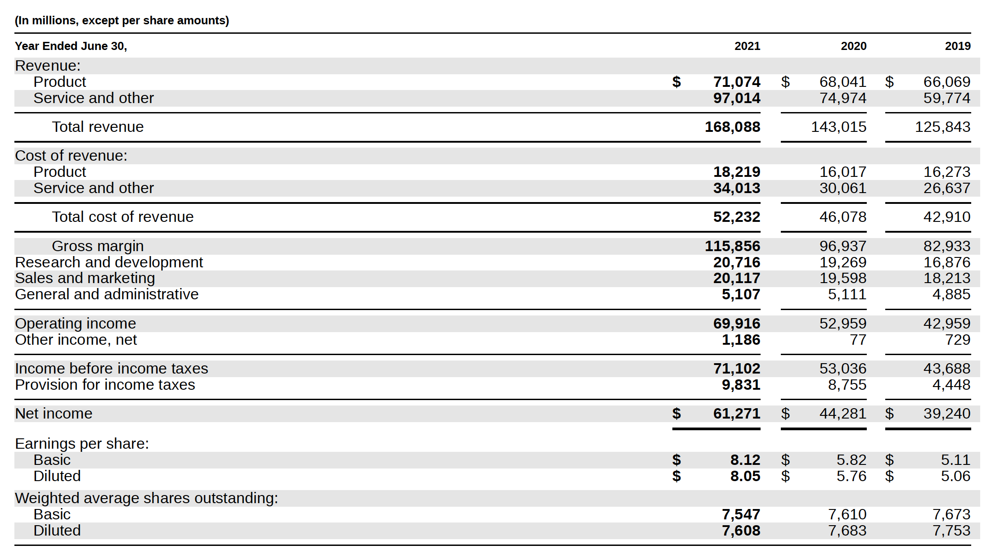 (In millions, except per share amounts)
Year Ended June 30, 2021 2020 2019
Revenue:
Product $ 71,074 $ 68,041 $ 66,069
Service and other 97,014 74,974 59,774
Total revenue 168,088 143,015 125,843
Cost of revenue:
Product 18,219 16,017 16,273
Service and other 34,013 30,061 26,637
Total cost of revenue 52,232 46,078 42,910
Gross margin 115,856 96,937 82,933
Research and development 20,716 19,269 16,876
Sales and marketing 20,117 19,598 18,213
General and administrative 5,107 5,111 4,885
Operating income 69,916 52,959 42,959
Other income, net 1,186 77 729
Income before income taxes 71,102 53,036 43,688
Provision for income taxes 9,831 8,755 4,448
Net income $ 61,271 $ 44,281 $ 39,240
Earnings per share:
Basic $ 8.12 $ 5.82 $ 5.11
Diluted $ 8.05 $ 5.76 $ 5.06
Weighted average shares outstanding:
Basic 7,547 7,610 7,673
Diluted 7,608 7,683 7,753